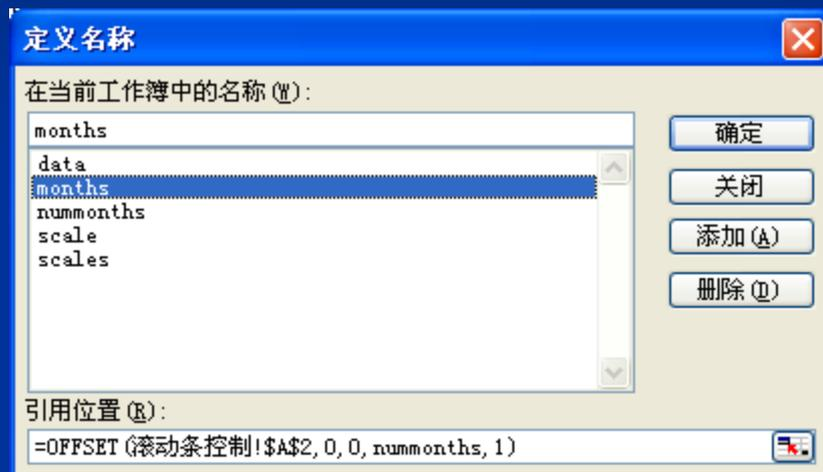 定义名称
在当前工作簿中的名称(W):
months
确定
data
months
nummonths
scale
scales
关闭
添加(A)
删除(D)
引用位置(R):
=OFFSET(滚动条控制!$A$2,0,0,nummonths,1)